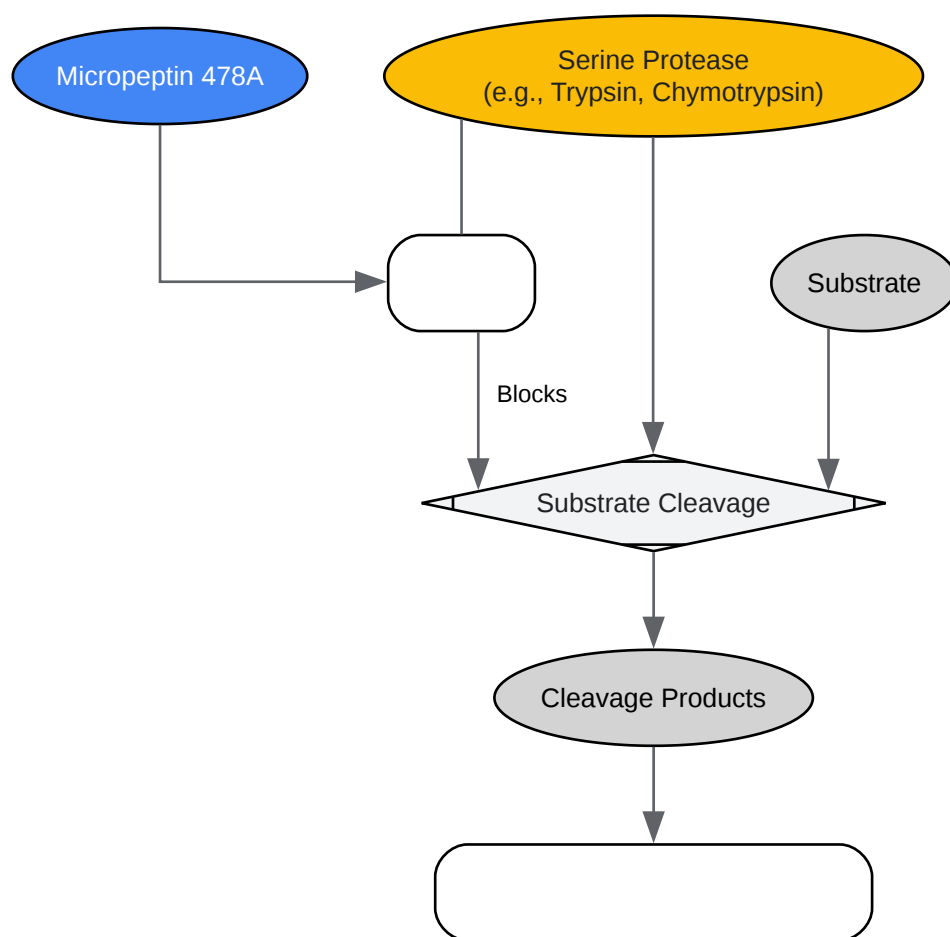 Micropeptin 478A
Serine Protease
(e.g., Trypsin, Chymotrypsin)
Substrate
Blocks
Substrate Cleavage
Cleavage Products